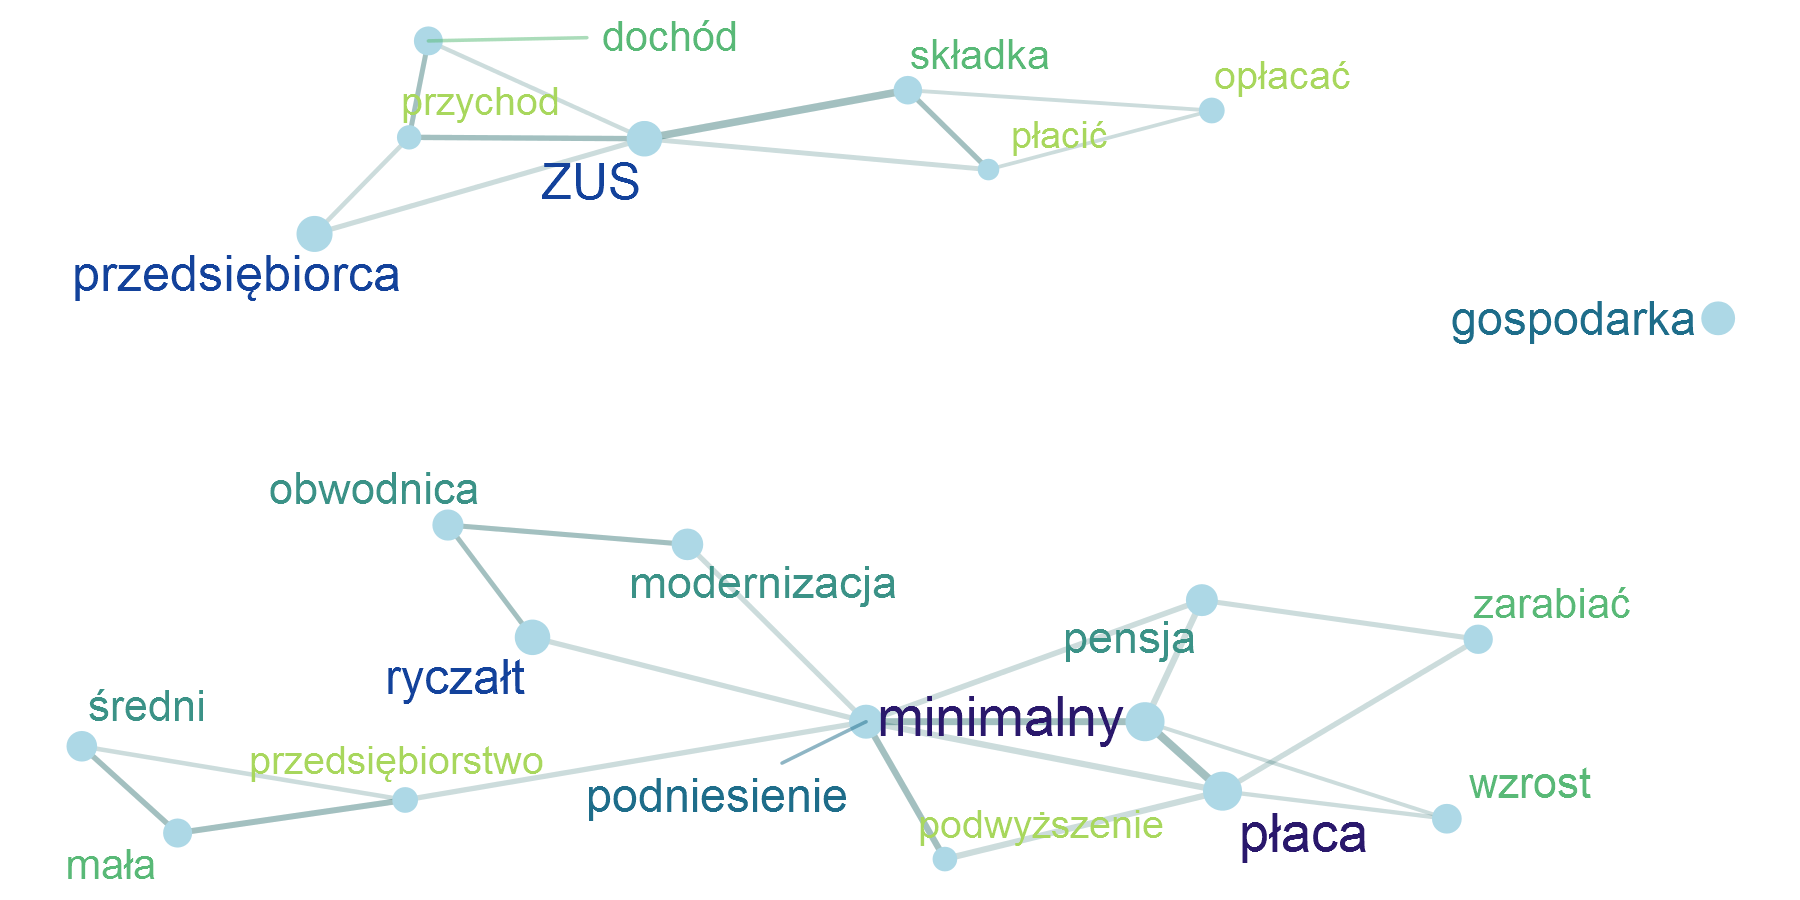 dochód
składka
opłacać
przychod
płacić
ZUS
przedsiębiorca
gospodarka
obwodnica
modernizacja
zarabiać
pensja
ryczałt
średni
minimalny
przedsiębiorstwo
wzrost
podniesienie
podwyższenie
płaca
mała